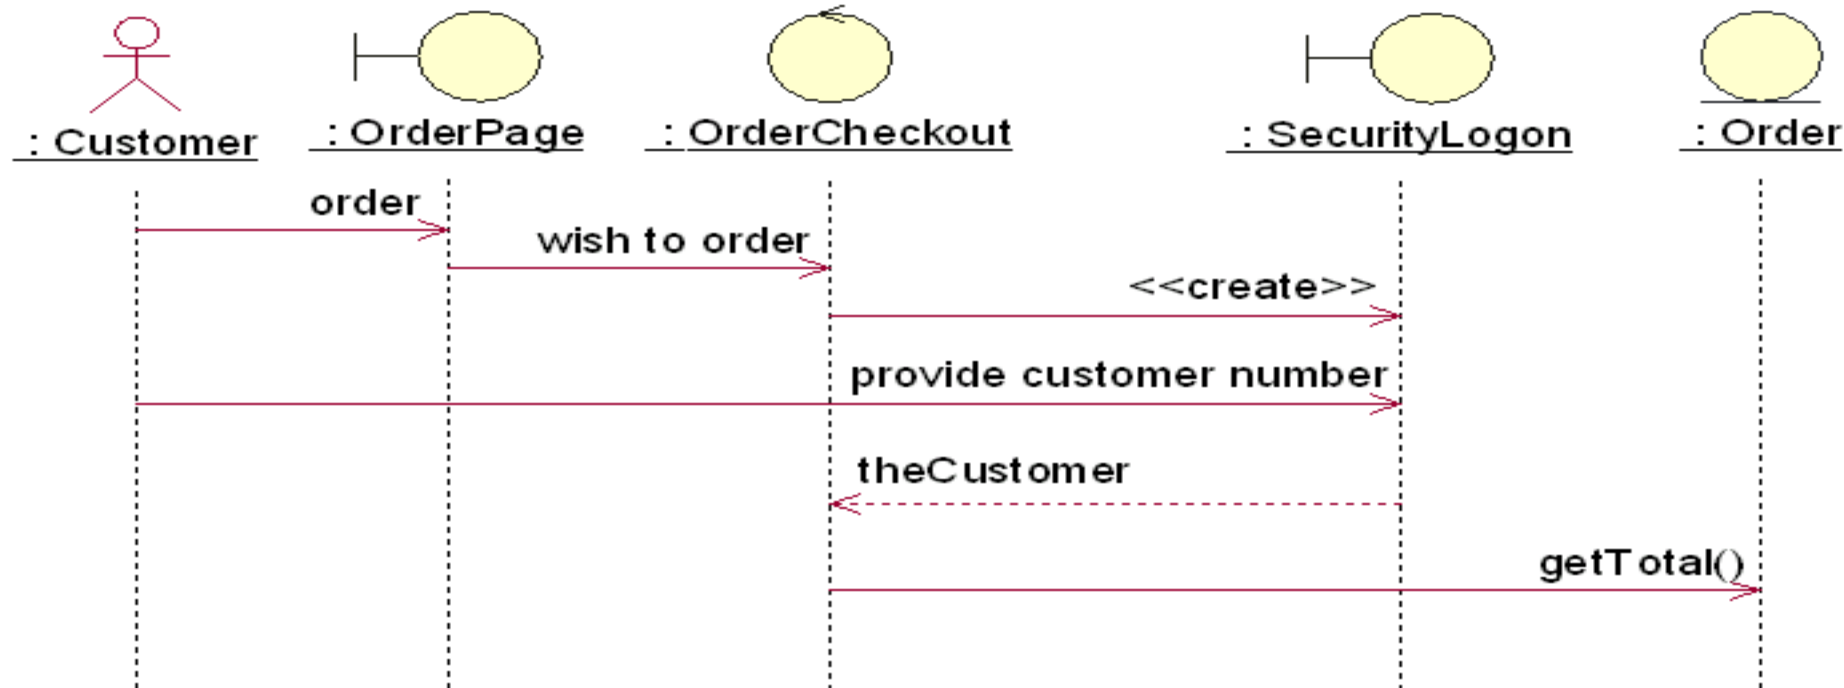 : Customer
: OrderPage
: OrderCheckout
: SecurityLogon
: Order
order
wish to order
<<create>>
provide customer number
theCustomer
getTotal()